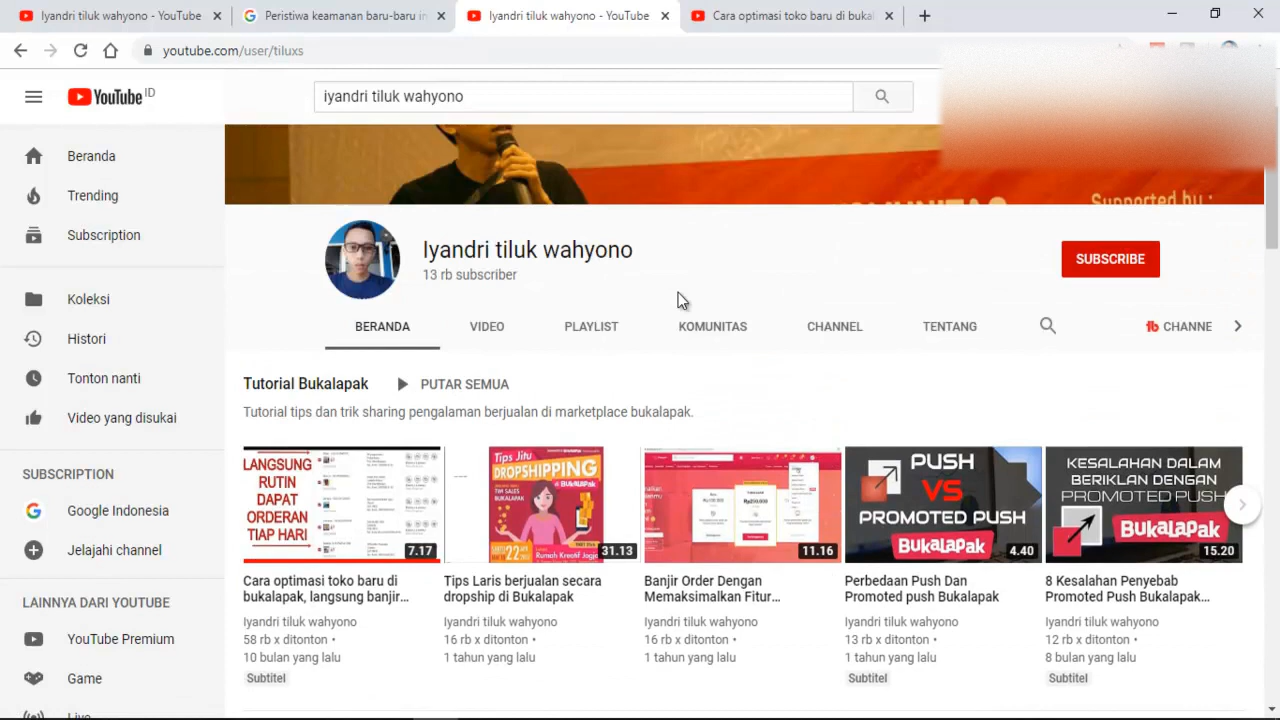 Iyandri tiluk wahyono - YouTube
Peristiwa keamanan baru-baru in
Iyandri tiluk wahyono - YouTube
Cara optimasi toko baru di bukal
youtube.com/user/tiluxs
YouTube ID
iyandri tiluk wahyono
Beranda
Trending
Subscription
Koleksi
Histori
Tonton nanti
Video yang disukai
SUBSCRIPTION
Google Indonesia
Jelajahi channel
LAINNYA DARI YOUTUBE
YouTube Premium
Game
Live
Supported by :
Iyandri tiluk wahyono
13 rb subscriber
SUBSCRIBE
BERANDA
VIDEO
PLAYLIST
KOMUNITAS
CHANNEL
TENTANG
CHANNE
Tutorial Bukalapak
PUTAR SEMUA
Tutorial tips dan trik sharing pengalaman berjualan di marketplace bukalapak.
LANGSUNG
RUTIN
DAPAT
ORDERAN
TIAP HARI
7.17
Cara optimasi toko baru di
bukalapak, langsung banjir...
Iyandri tiluk wahyono
58 rb x ditonton •
10 bulan yang lalu
Subtitel
Tips Jitu
DROPSHIPPING
31.13
Tips Laris berjualan secara
dropship di Bukalapak
Iyandri tiluk wahyono
16 rb x ditonton •
1 tahun yang lalu
11.16
Banjir Order Dengan
Memaksimalkan Fitur...
Iyandri tiluk wahyono
16 rb x ditonton •
1 tahun yang lalu
PUSH
VS
PROMOTED PUSH
Bukalapak
4.40
Perbedaan Push Dan
Promoted push Bukalapak
Iyandri tiluk wahyono
13 rb x ditonton •
1 tahun yang lalu
Subtitel
KESALAHAN DALAM
BERIKLAN DENGAN
PROMOTED PUSH
Bukalapak
15.20
8 Kesalahan Penyebab
Promoted Push Bukalapak...
Iyandri tiluk wahyono
12 rb x ditonton •
8 bulan yang lalu
Subtitel